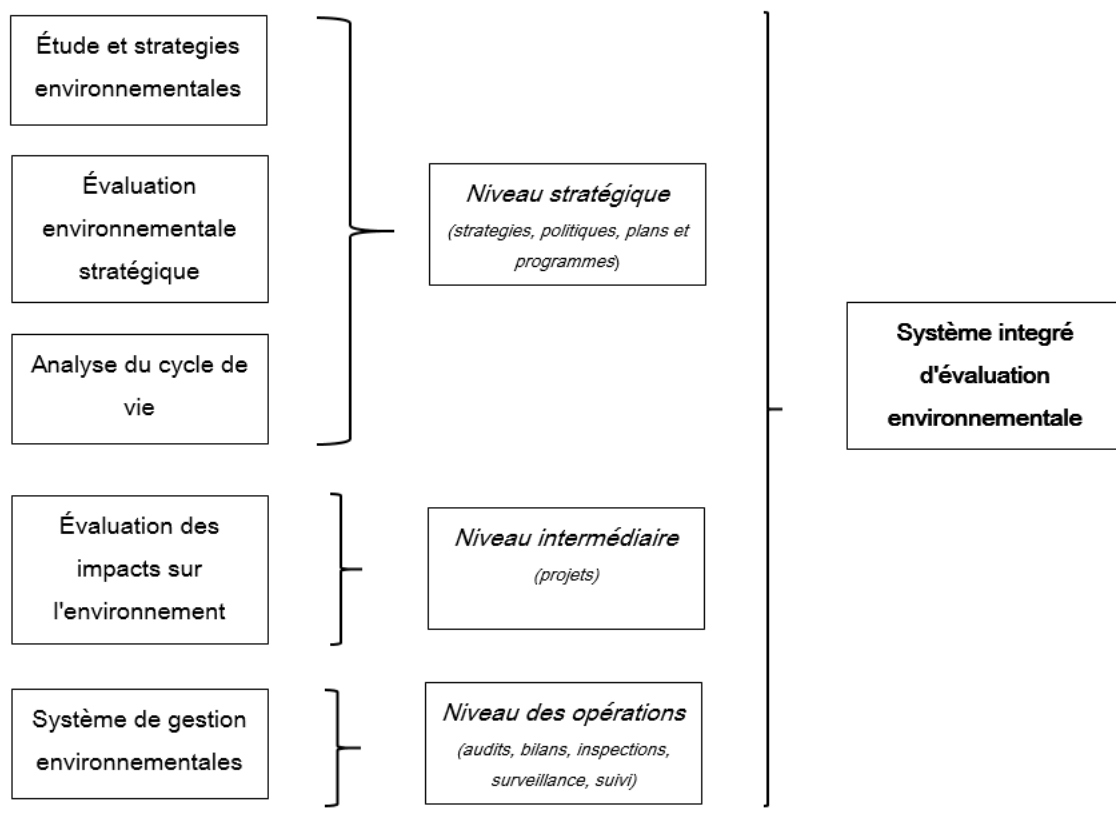 Étude et strategies
environnementales
Évaluation
environnementale
stratégique
Analyse du cycle de
vie
Évaluation des
impacts sur
l'environnement
Système de gestion
environnementales
Niveau stratégique
(strategies, politiques, plans et
programmes)
Niveau intermédiaire
(projets)
Niveau des opérations
(audits, bilans, inspections,
surveillance, suivi)
Système integré
d'évaluation
environnementale